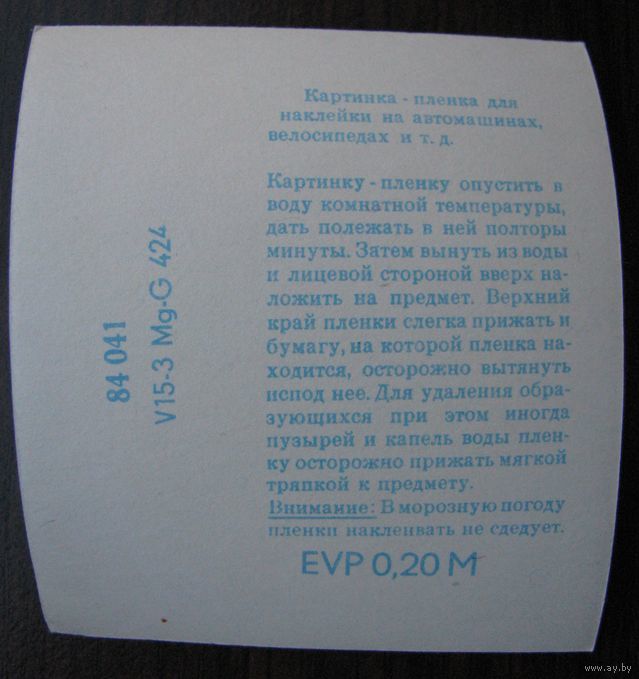 Картинка - пленка для
наклейки на автомашинах,
велосипедах и т. д.
Картинку - пленку опустить в
воду комнатной температуры,
дать полежать в ней полторы
минуты. Затем вынуть из воды
и лицевой стороной вверх на-
ложить на предмет. Верхний
край пленки слегка прижать и
бумагу, на которой пленка на-
ходится, осторожно вытянуть
испод нее. Для удаления обра-
зующихся при этом иногда
пузырей и капель воды плен-
ку осторожно прижать мягкой
тряпкой к предмету.
Внимание: В морозную погоду
пленки наклеивать не сдедует.
EVP 0,20 M
84 041
V15-3 Mg-G 424
www.ay.by